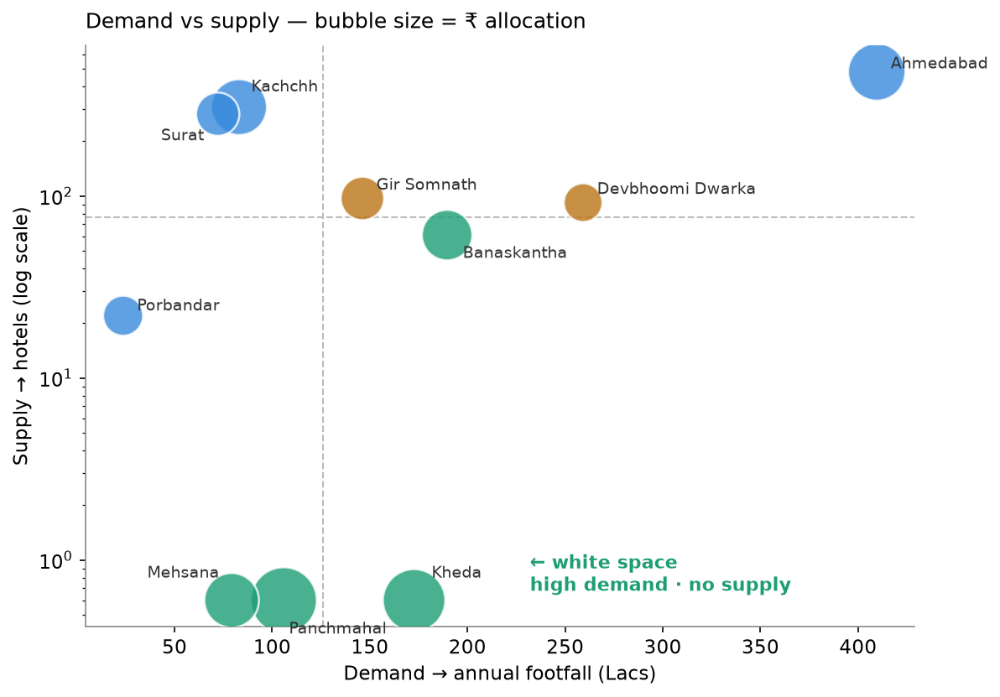 Demand vs supply — bubble size = ₹ allocation
Ahmedabad
Kachchh
Surat
Gir Somnath
Devbhoomi Dwarka
Banaskantha
Porbandar
Mehsana
Kheda
Panchmahal
← white space
high demand · no supply
Supply → hotels (log scale)
10²
10¹
10⁰
50 100 150 200 250 300 350 400
Demand → annual footfall (Lacs)